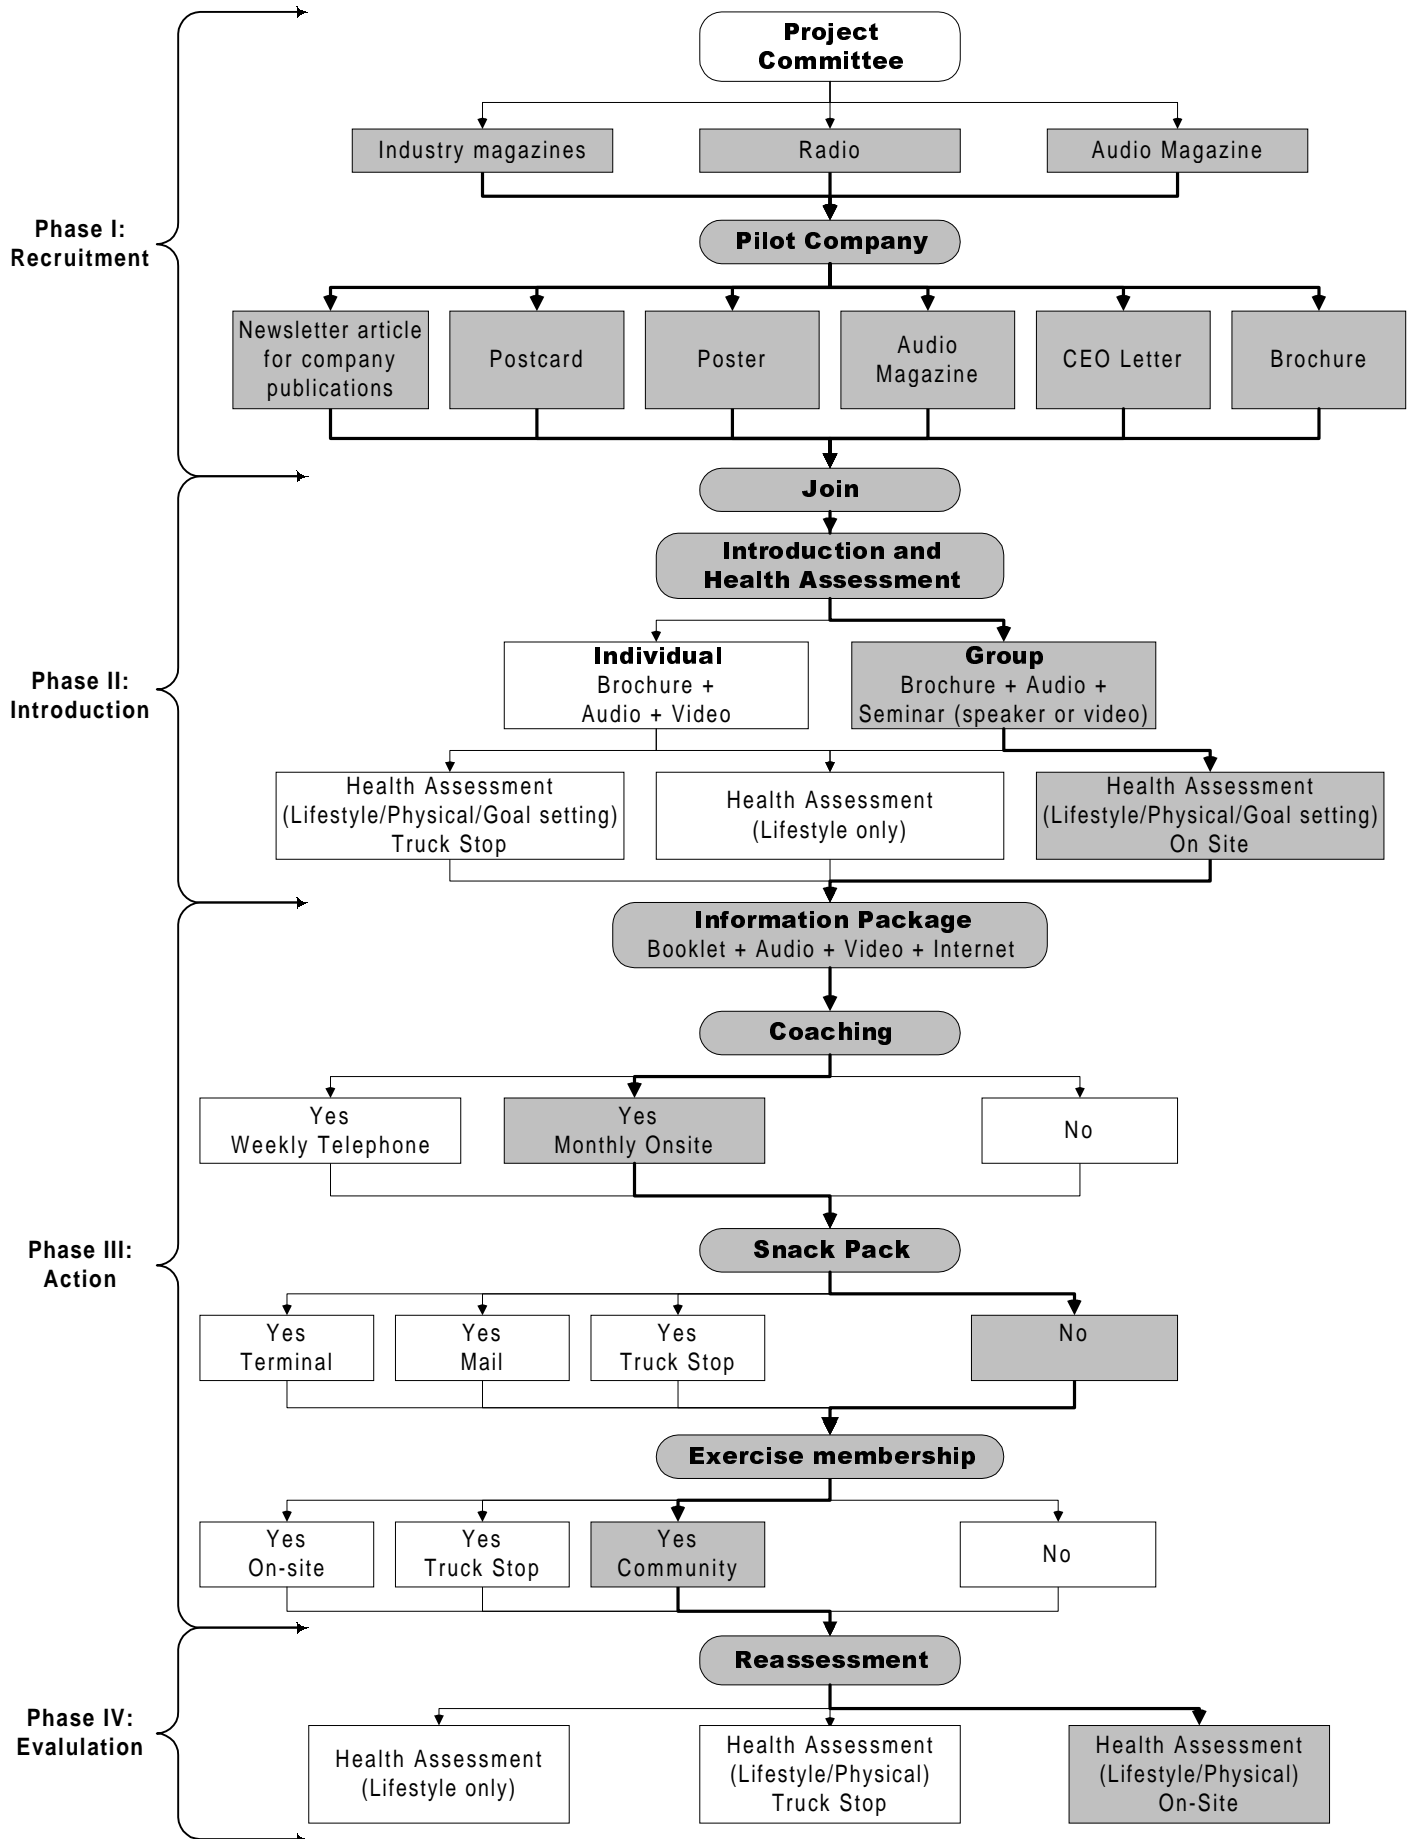 Project
Committee
Industry magazines
Radio
Audio Magazine
Phase I:
Recruitment
Pilot Company
Newsletter article
for company
publications
Postcard
Poster
Audio
Magazine
CEO Letter
Brochure
Join
Introduction and
Health Assessment
Phase II:
Introduction
Individual
Brochure +
Audio + Video
Group
Brochure + Audio +
Seminar (speaker or video)
Health Assessment
(Lifestyle/Physical/Goal setting)
Truck Stop
Health Assessment
(Lifestyle only)
Health Assessment
(Lifestyle/Physical/Goal setting)
On Site
Information Package
Booklet + Audio + Video + Internet
Coaching
Yes
Weekly Telephone
Yes
Monthly Onsite
No
Phase III:
Action
Snack Pack
Yes
Terminal
Yes
Mail
Yes
Truck Stop
No
Exercise membership
Yes
On-site
Yes
Truck Stop
Yes
Community
No
Reassessment
Phase IV:
Evalulation
Health Assessment
(Lifestyle only)
Health Assessment
(Lifestyle/Physical)
Truck Stop
Health Assessment
(Lifestyle/Physical)
On-Site